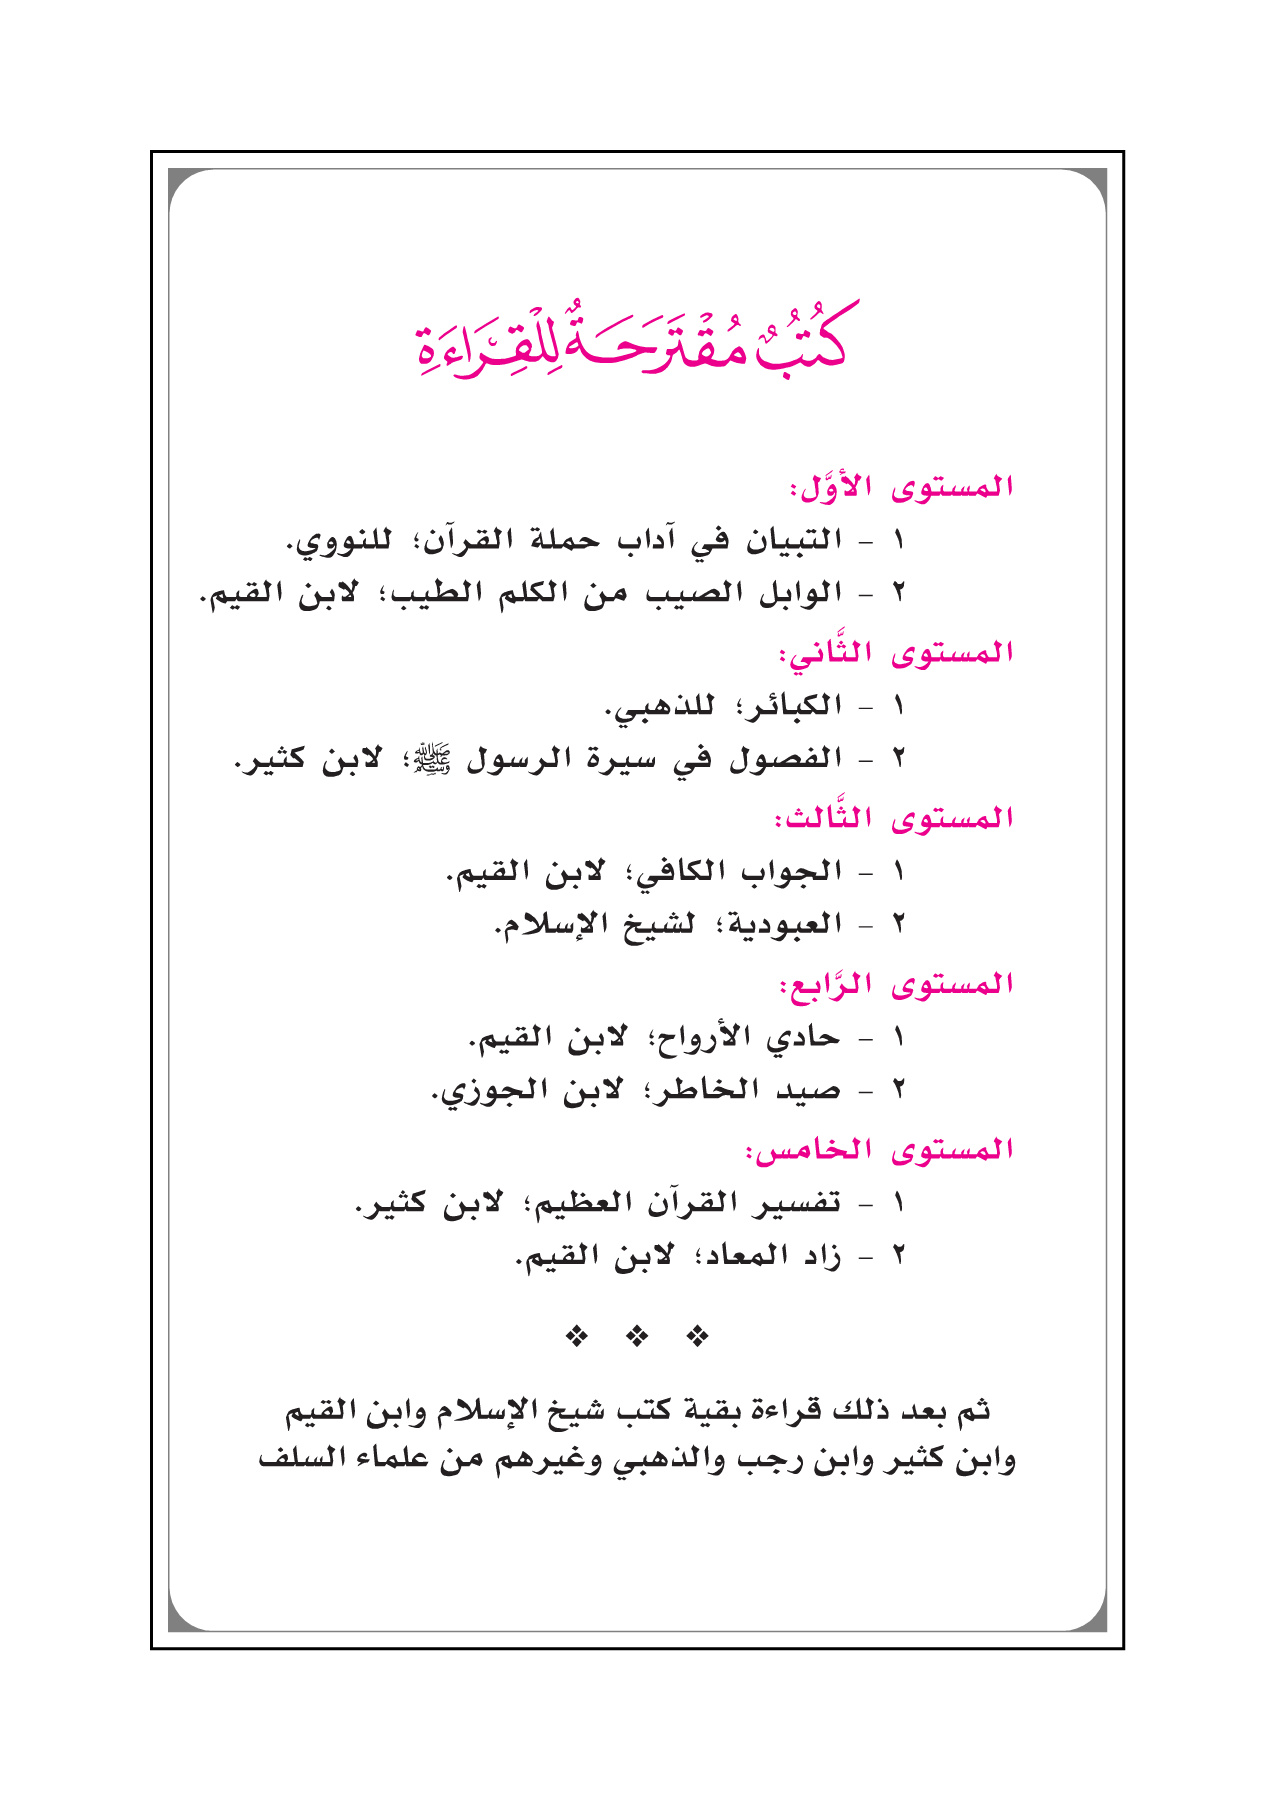 كُتُبٌ مُقْتَرَحَةٌ لِلْقِرَاءَةِ
المستوى الأوَّل:
١ – التبيان في آداب حملة القرآن؛ للنووي.
٢ – الوابل الصيب من الكلم الطيب؛ لابن القيم.
المستوى الثَّاني:
١ – الكبائر؛ للذهبي.
٢ – الفصول في سيرة الرسول ﷺ؛ لابن كثير.
المستوى الثَّالث:
١ – الجواب الكافي؛ لابن القيم.
٢ – العبودية؛ لشيخ الإسلام.
المستوى الرَّابع:
١ – حادي الأرواح؛ لابن القيم.
٢ – صيد الخاطر؛ لابن الجوزي.
المستوى الخامس:
١ – تفسير القرآن العظيم؛ لابن كثير.
٢ – زاد المعاد؛ لابن القيم.
ثم بعد ذلك قراءة بقية كتب شيخ الإسلام وابن القيم
وابن كثير وابن رجب والذهبي وغيرهم من علماء السلف